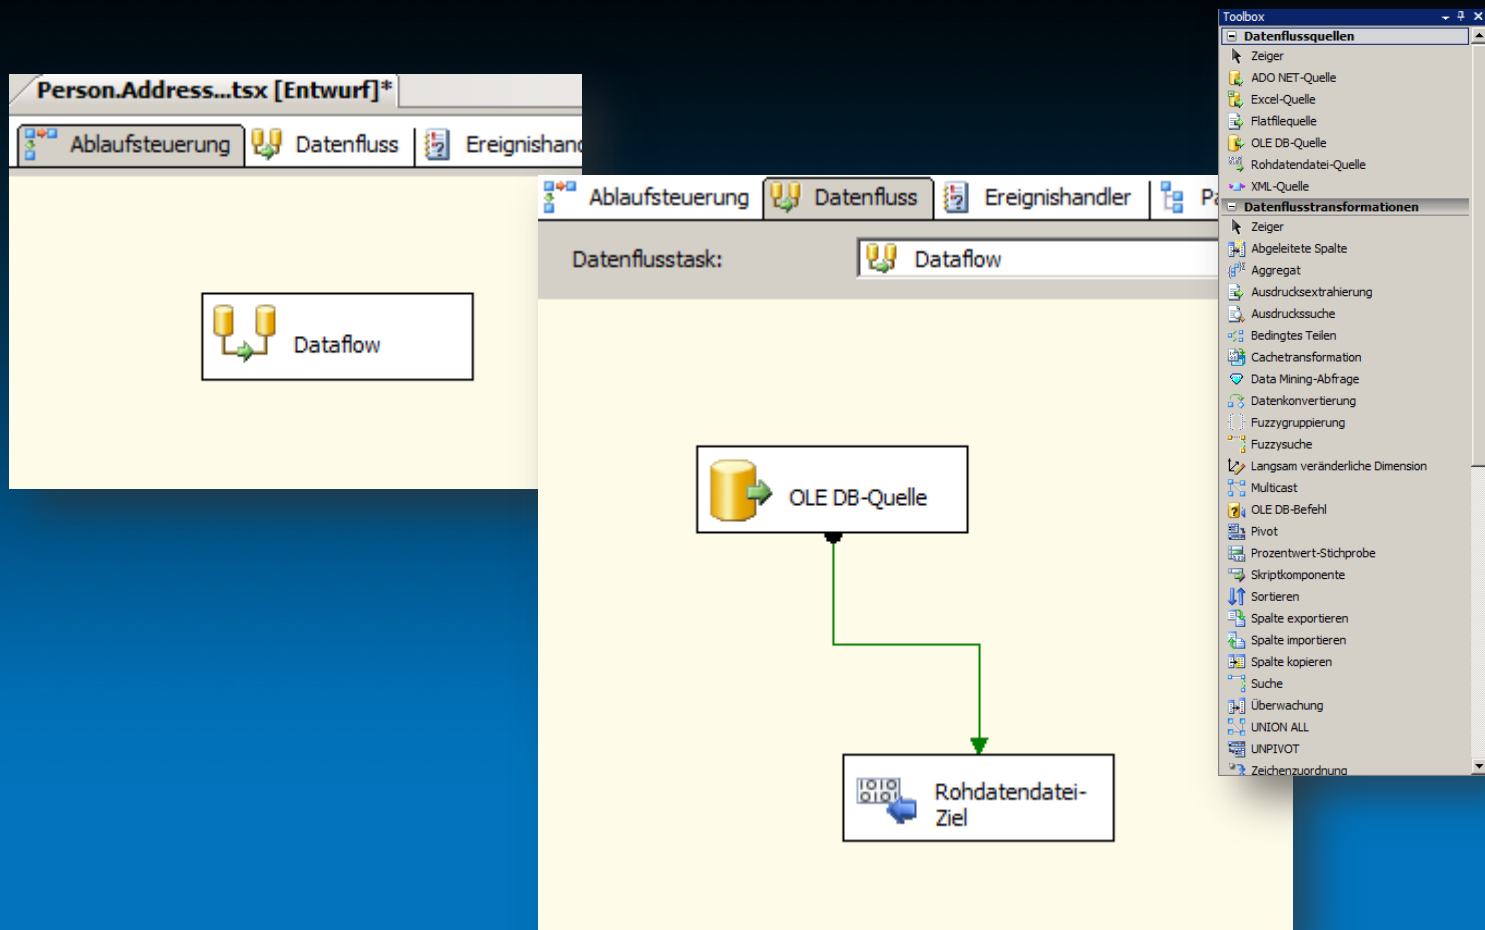 Person.Address...tsx [Entwurf]*
Ablaufsteuerung Datenfluss
Dataflow
Ablaufsteuerung Datenfluss Ereignishandler
Datenflusstask: Dataflow
OLE DB-Quelle
Rohdatendatei-
Ziel
Toolbox
Datenflussquellen
Zeiger
ADO NET-Quelle
Excel-Quelle
Flatfilequelle
OLE DB-Quelle
Rohdatendatei-Quelle
XML-Quelle
Datenflusstransformationen
Zeiger
Abgeleitete Spalte
Aggregat
Ausdrucksextrahierung
Ausdruckssuche
Bedingtes Teilen
Cachetransformation
Data Mining-Abfrage
Datenkonvertierung
Fuzzygruppierung
Fuzzysuche
Langsam veränderliche Dimension
Multicast
OLE DB-Befehl
Pivot
Prozentwert-Stichprobe
Skriptkomponente
Sortieren
Spalte exportieren
Spalte importieren
Spalte kopieren
Suche
Überwachung
UNION ALL
UNPIVOT
Zeichenzuordnung